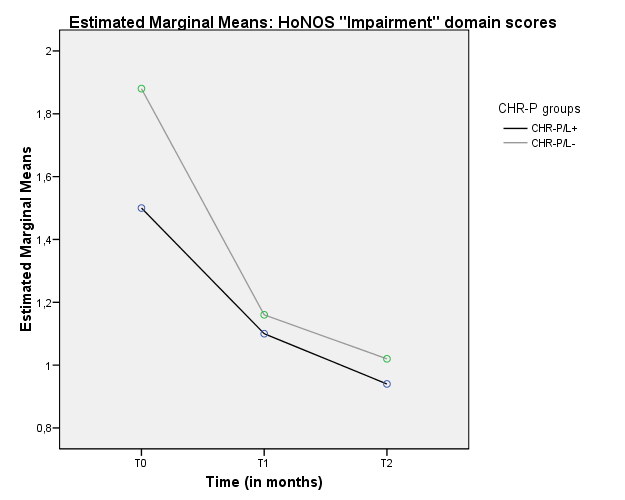 Estimated Marginal Means: HoNOS "Impairment" domain scores
Estimated Marginal Means
2
1,8
1,6
1,4
1,2
1
0,8
T0
T1
T2
Time (in months)
CHR-P groups
CHR-P/L+
CHR-P/L-